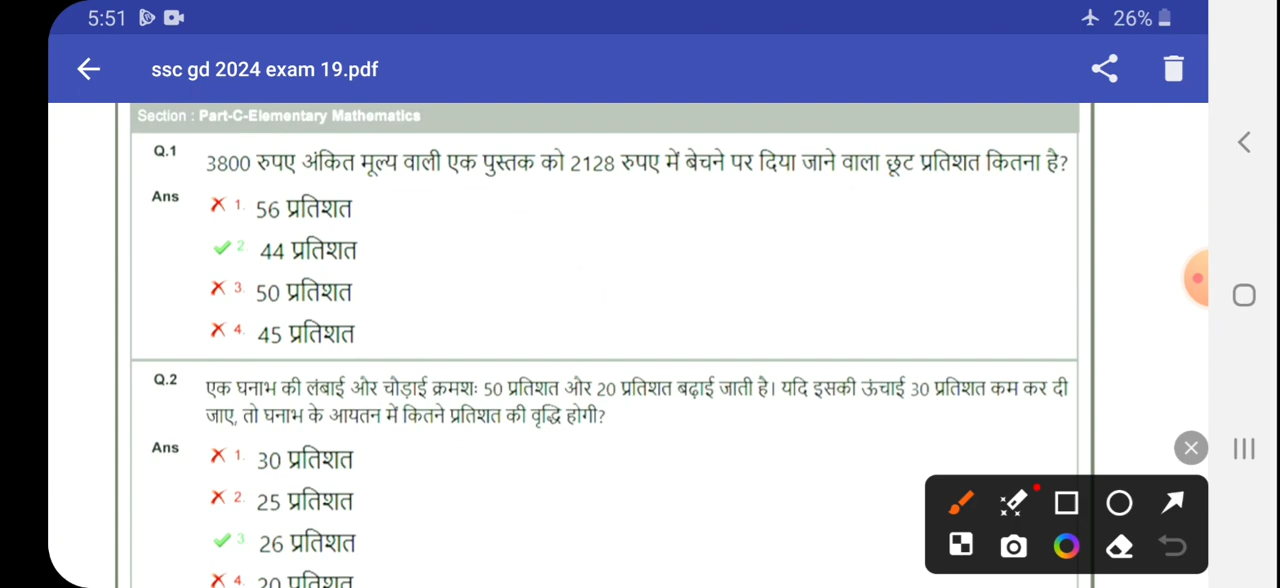 5:51 26%
ssc gd 2024 exam 19.pdf
Section : Part-C-Elementary Mathematics
Q.1 3800 रुपए अंकित मूल्य वाली एक पुस्तक को 2128 रुपए में बेचने पर दिया जाने वाला छूट प्रतिशत कितना है?
Ans 1. 56 प्रतिशत
2. 44 प्रतिशत
3. 50 प्रतिशत
4. 45 प्रतिशत
Q.2 एक घनाभ की लंबाई और चौड़ाई क्रमशः 50 प्रतिशत और 20 प्रतिशत बढ़ाई जाती है। यदि इसकी ऊंचाई 30 प्रतिशत कम कर दी
जाए, तो घनाभ के आयतन में कितने प्रतिशत की वृद्धि होगी?
Ans 1. 30 प्रतिशत
2. 25 प्रतिशत
3. 26 प्रतिशत
4. 20 प्रतिशत